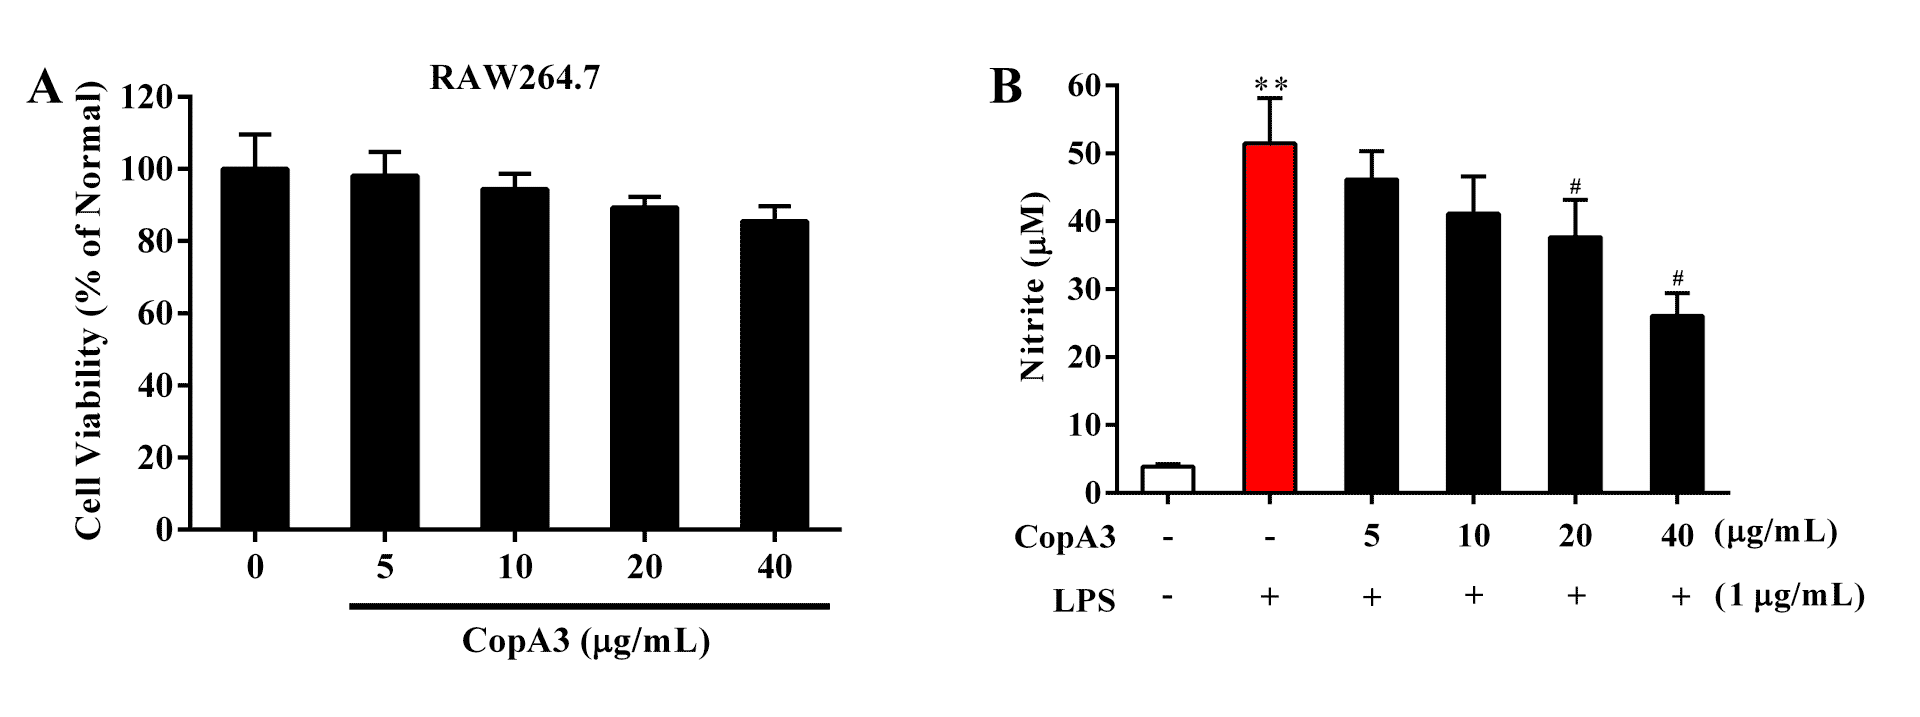 A
RAW264.7
Cell Viability (% of Normal)
120
100
80
60
40
20
0
0 5 10 20 40
CopA3 (μg/mL)
B
Nitrite (μM)
60
50
40
30
20
10
0
**
#
#
CopA3 - - 5 10 20 40 (μg/mL)
LPS - + + + + + (1 μg/mL)